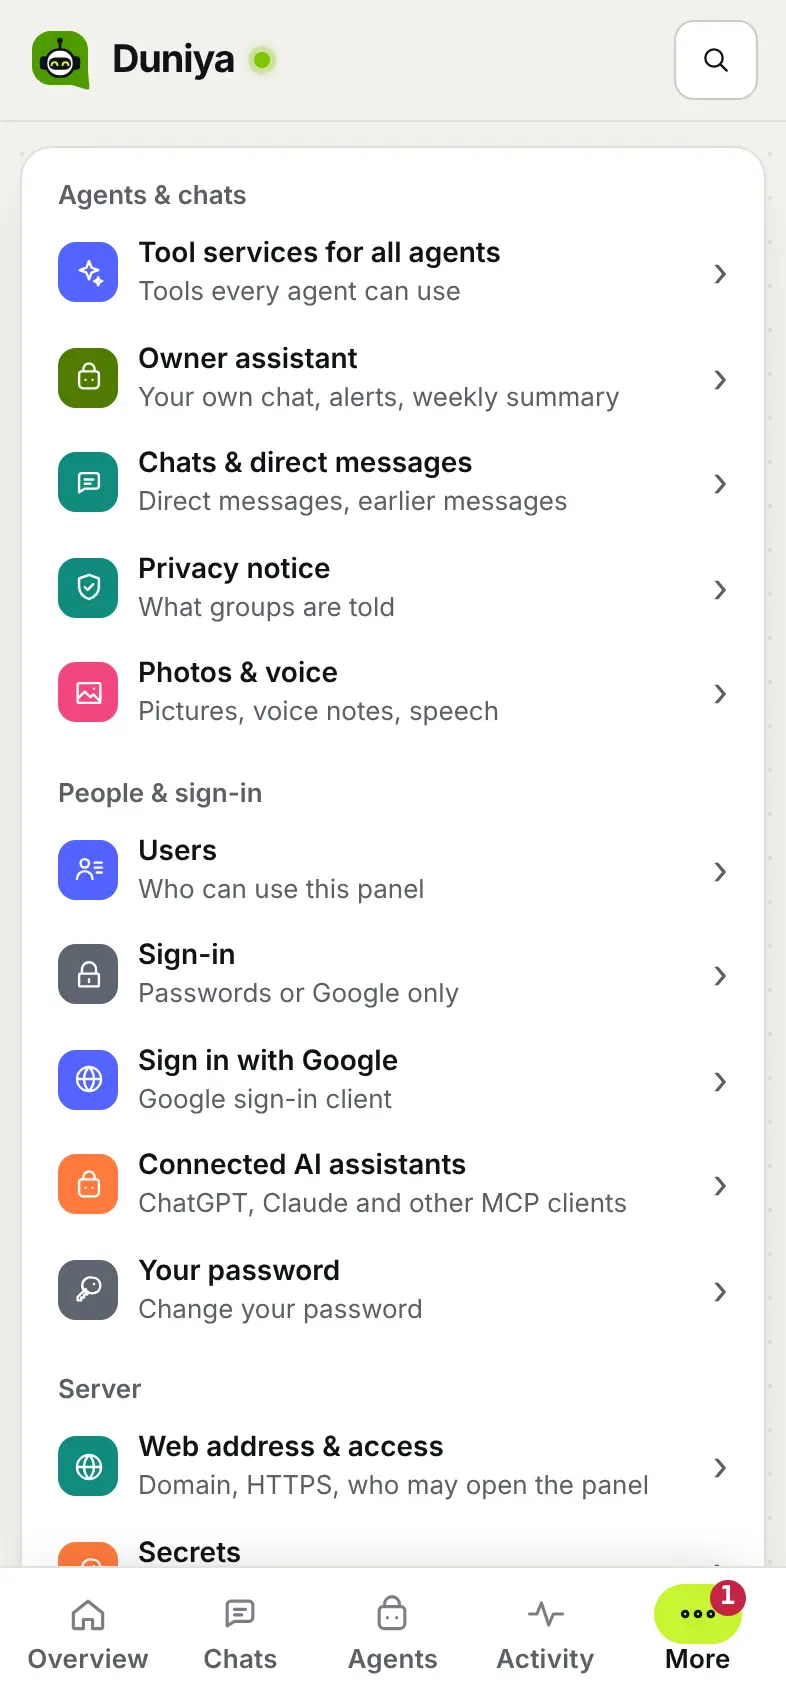 Duniya
Agents & chats
Tool services for all agents
Tools every agent can use
Owner assistant
Your own chat, alerts, weekly summary
Chats & direct messages
Direct messages, earlier messages
Privacy notice
What groups are told
Photos & voice
Pictures, voice notes, speech
People & sign-in
Users
Who can use this panel
Sign-in
Passwords or Google only
Sign in with Google
Google sign-in client
Connected AI assistants
ChatGPT, Claude and other MCP clients
Your password
Change your password
Server
Web address & access
Domain, HTTPS, who may open the panel
Secrets
1
Overview Chats Agents Activity More